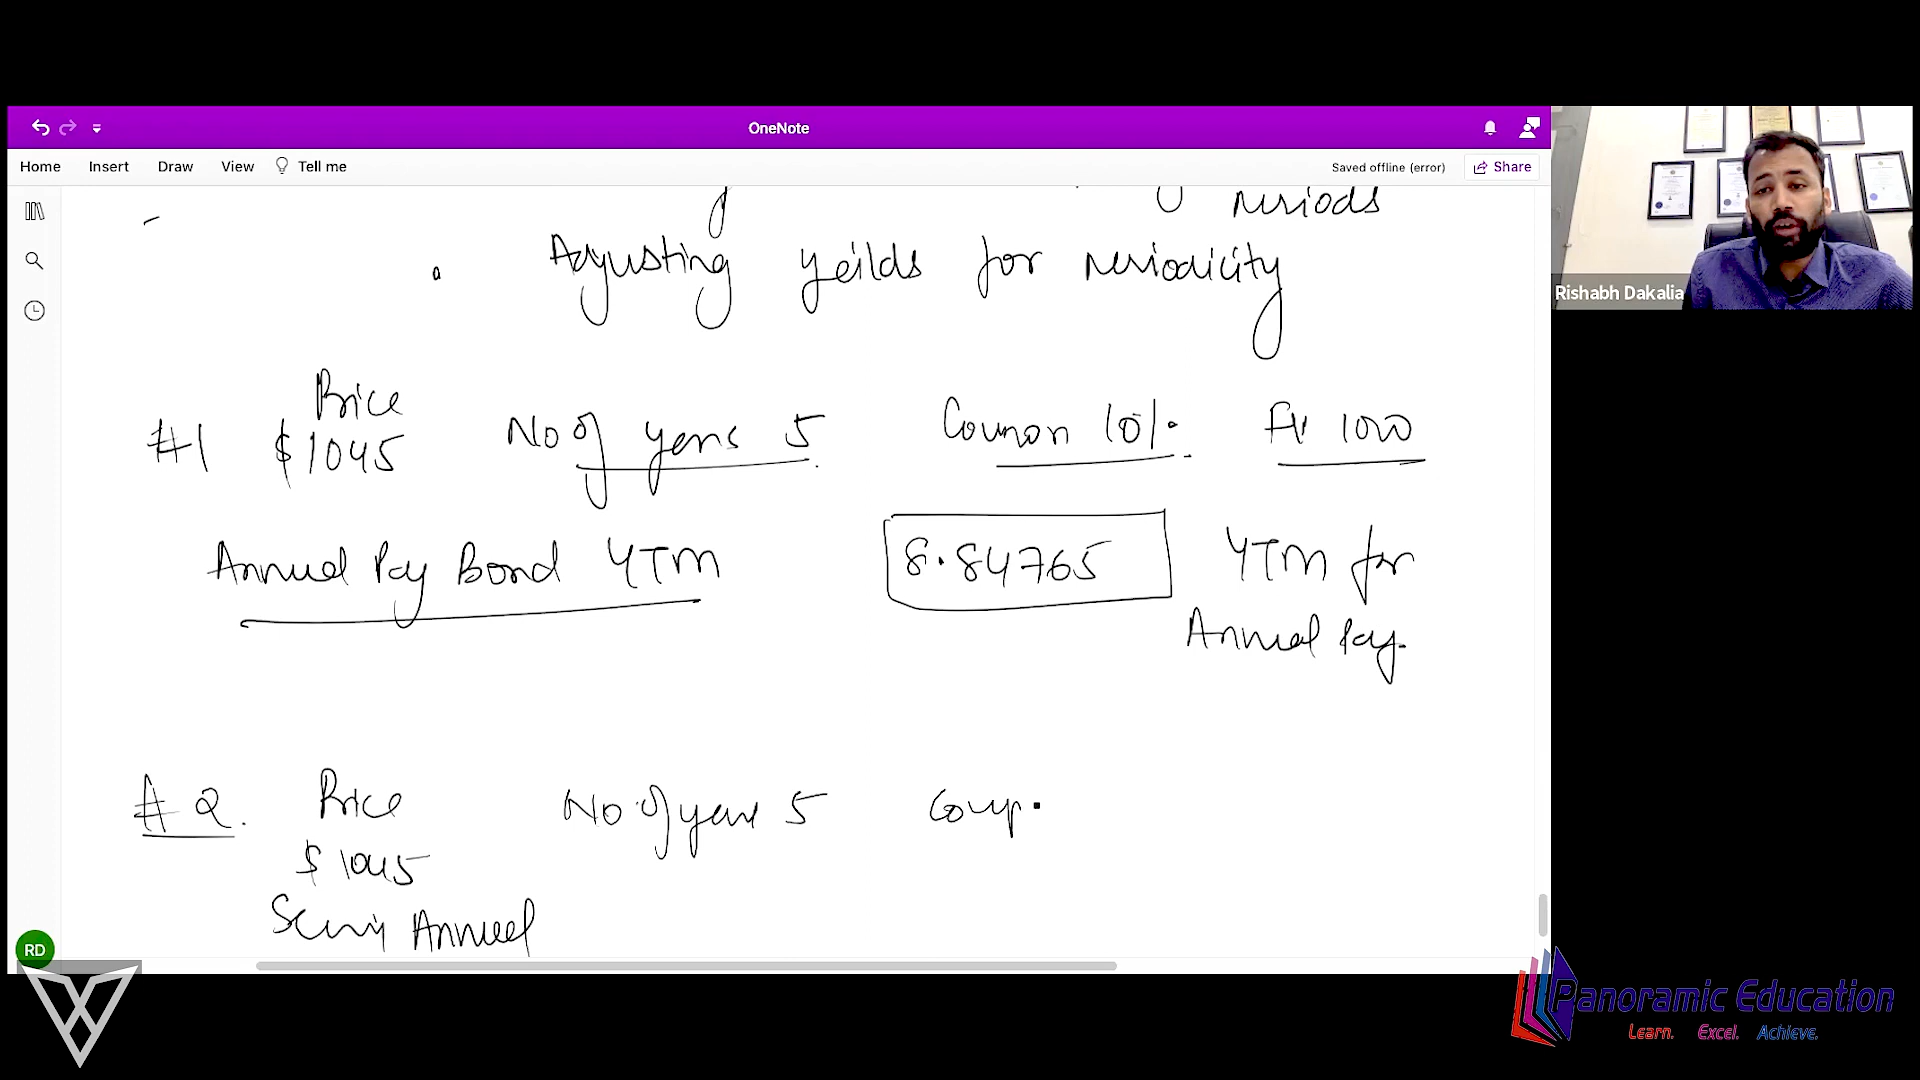 OneNote
Home Insert Draw View Tell me Saved offline (error) Share
periods
Adjusting yeilds for periodicity
Rishabh Dakalia
Price
#1 $1045 No of years 5 Coupon 10%. FV 1000
Annual Pay Bond YTM 8.84765 YTM for
Annual Pay.
#2. Price No of year 5 Coup
$1045
Semi Annual
RD
Panoramic Education
Learn. Excel. Achieve.